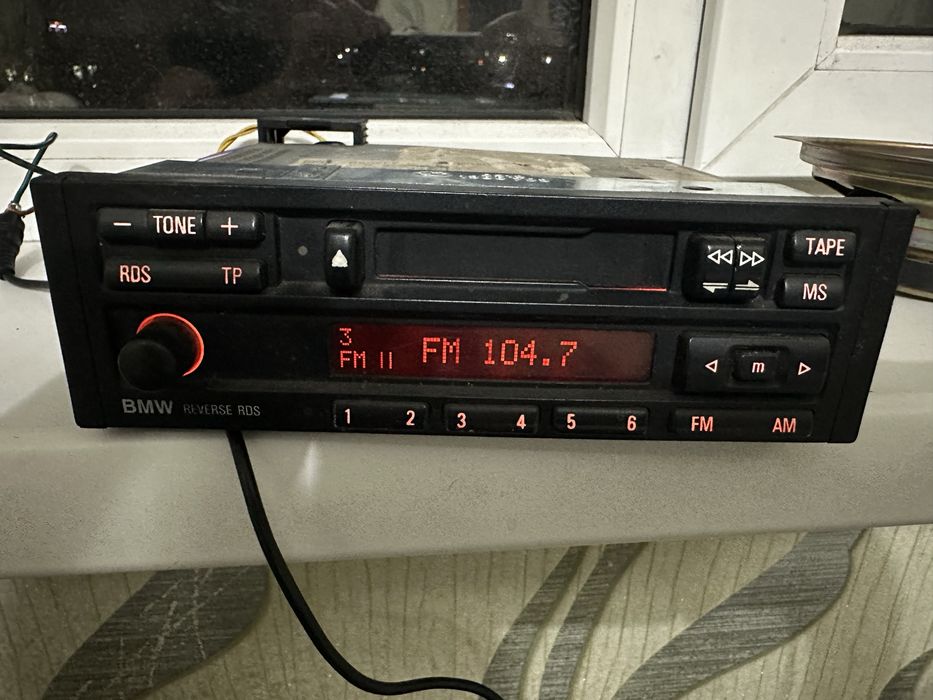 − TONE +
RDS TP
TAPE
MS
3
FM II FM 104.7
m
BMW REVERSE RDS
1 2 3 4 5 6 FM AM